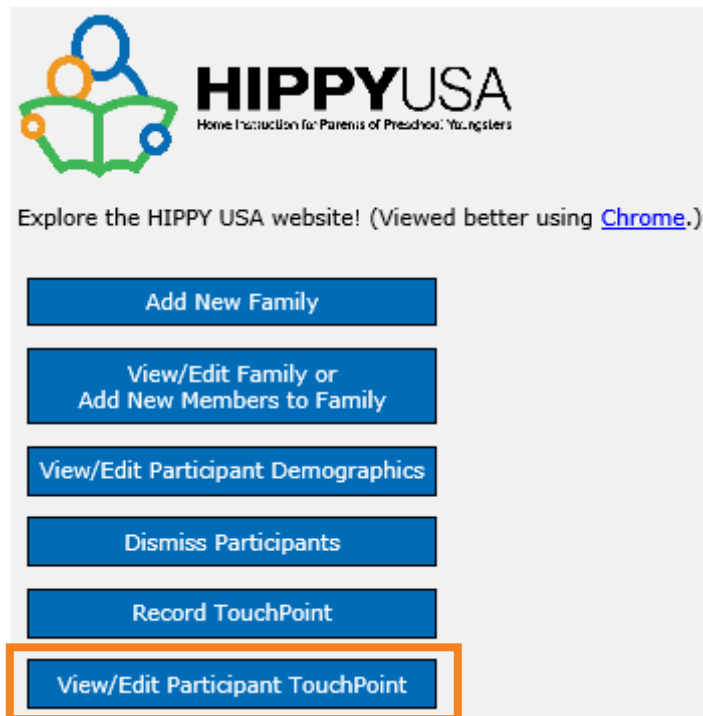 HIPPYUSA
Home Instruction for Parents of Preschool Youngsters
Explore the HIPPY USA website! (Viewed better using Chrome.)
Add New Family
View/Edit Family or
Add New Members to Family
View/Edit Participant Demographics
Dismiss Participants
Record TouchPoint
View/Edit Participant TouchPoint